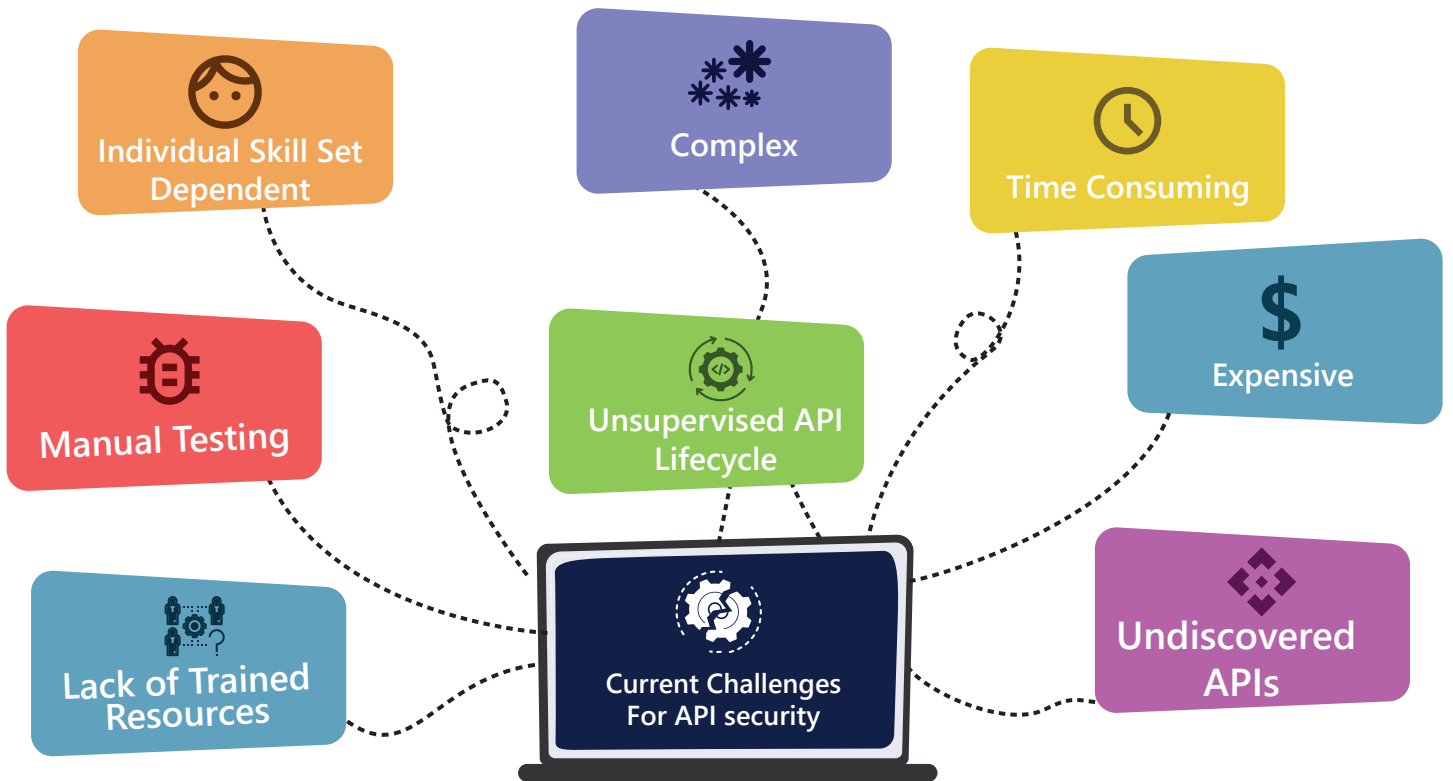 Individual Skill Set
Dependent
Complex
Time Consuming
Manual Testing
Unsupervised API
Lifecycle
$
Expensive
Lack of Trained
Resources
?
</>
Current Challenges
For API security
Undiscovered
APIs